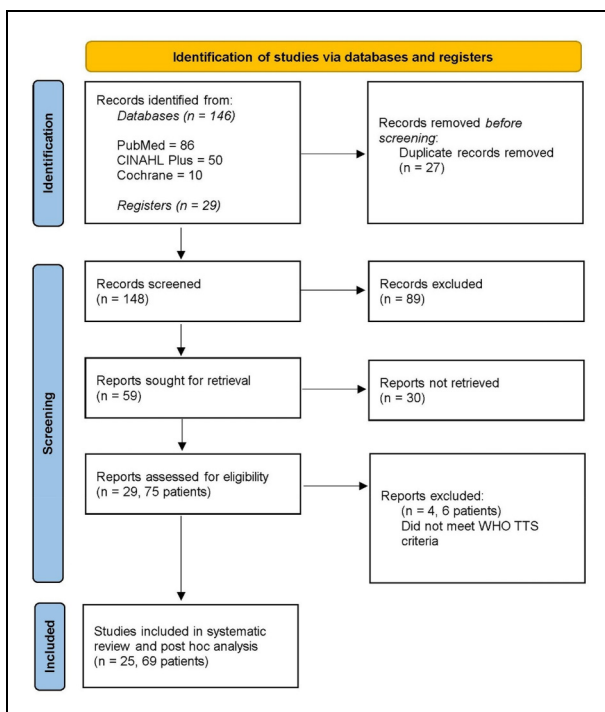 Identification of studies via databases and registers
Identification
Records identified from:
Databases (n = 146)
PubMed = 86
CINAHL Plus = 50
Cochrane = 10
Registers (n = 29)
Records removed before
screening:
Duplicate records removed
(n = 27)
Screening
Records screened
(n = 148)
Records excluded
(n = 89)
Reports sought for retrieval
(n = 59)
Reports not retrieved
(n = 30)
Reports assessed for eligibility
(n = 29, 75 patients)
Reports excluded:
(n = 4, 6 patients)
Did not meet WHO TTS
criteria
Included
Studies included in systematic
review and post hoc analysis
(n = 25, 69 patients)